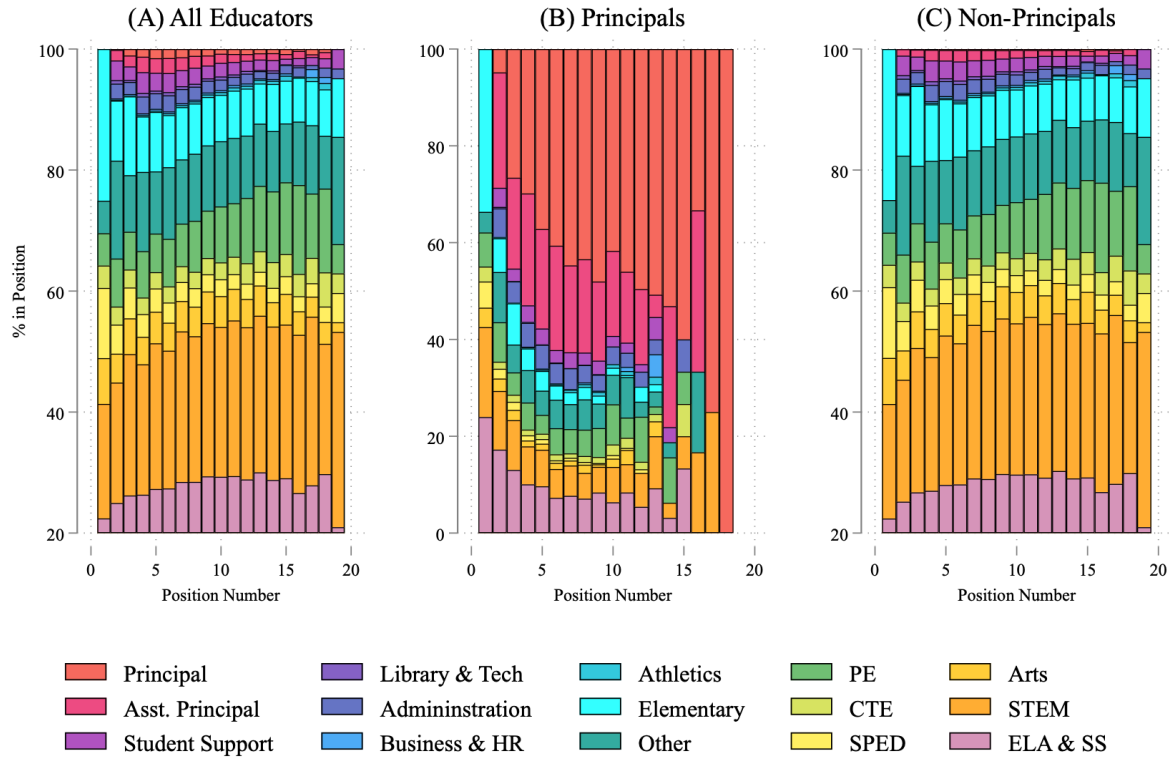 (A) All Educators
(B) Principals
(C) Non-Principals
100
80
60
40
20
% in Position
0
5
10
15
20
Position Number
100
80
60
40
20
0
0
5
10
15
20
Position Number
100
80
60
40
20
0
5
10
15
20
Position Number
Principal
Library & Tech
Athletics
PE
Arts
Asst. Principal
Admininstration
Elementary
CTE
STEM
Student Support
Business & HR
Other
SPED
ELA & SS